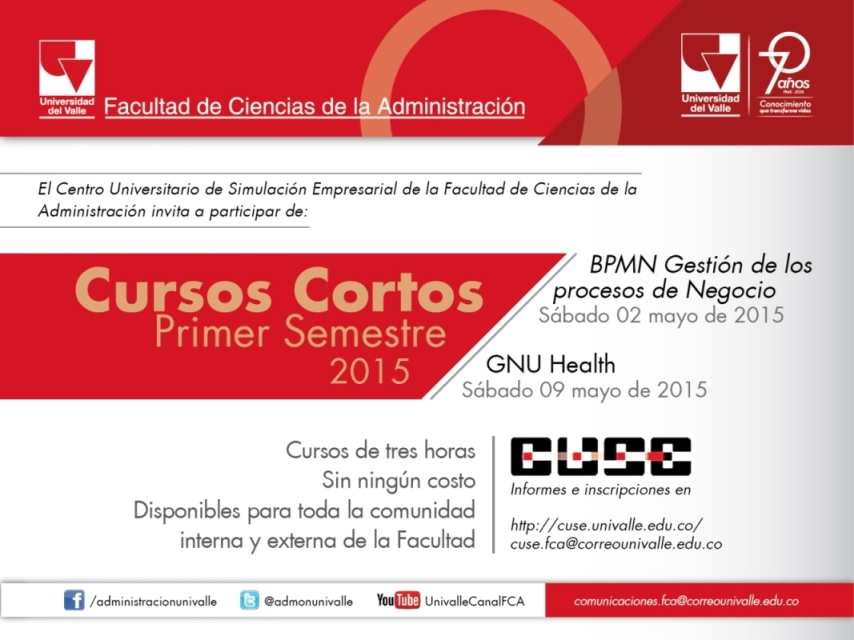 Universidad
del Valle
Facultad de Ciencias de la Administración
Universidad
del Valle
70
años
1945-2015
Conocimiento
que transforma vidas
El Centro Universitario de Simulación Empresarial de la Facultad de Ciencias de la
Administración invita a participar de:
Cursos Cortos
Primer Semestre
2015
BPMN Gestión de los
procesos de Negocio
Sábado 02 mayo de 2015
GNU Health
Sábado 09 mayo de 2015
Cursos de tres horas
Sin ningún costo
Disponibles para toda la comunidad
interna y externa de la Facultad
CUSE
Informes e inscripciones en
http://cuse.univalle.edu.co/
cuse.fca@correounivalle.edu.co
f /administracionunivalle
@admonunivalle
YouTube UnivalleCanalFCA
comunicaciones.fca@correounivalle.edu.co